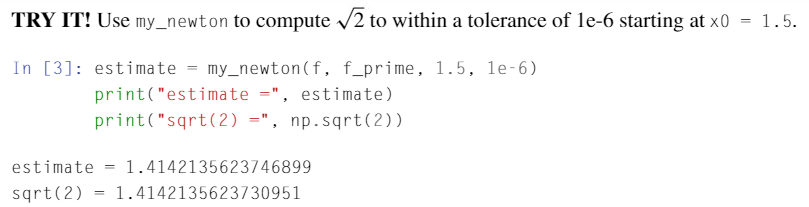 TRY IT! Use my_newton to compute √2 to within a tolerance of 1e-6 starting at x0 = 1.5.
In [3]: estimate = my_newton(f, f_prime, 1.5, 1e-6)
print("estimate =", estimate)
print("sqrt(2) =", np.sqrt(2))
estimate = 1.4142135623746899
sqrt(2) = 1.4142135623730951